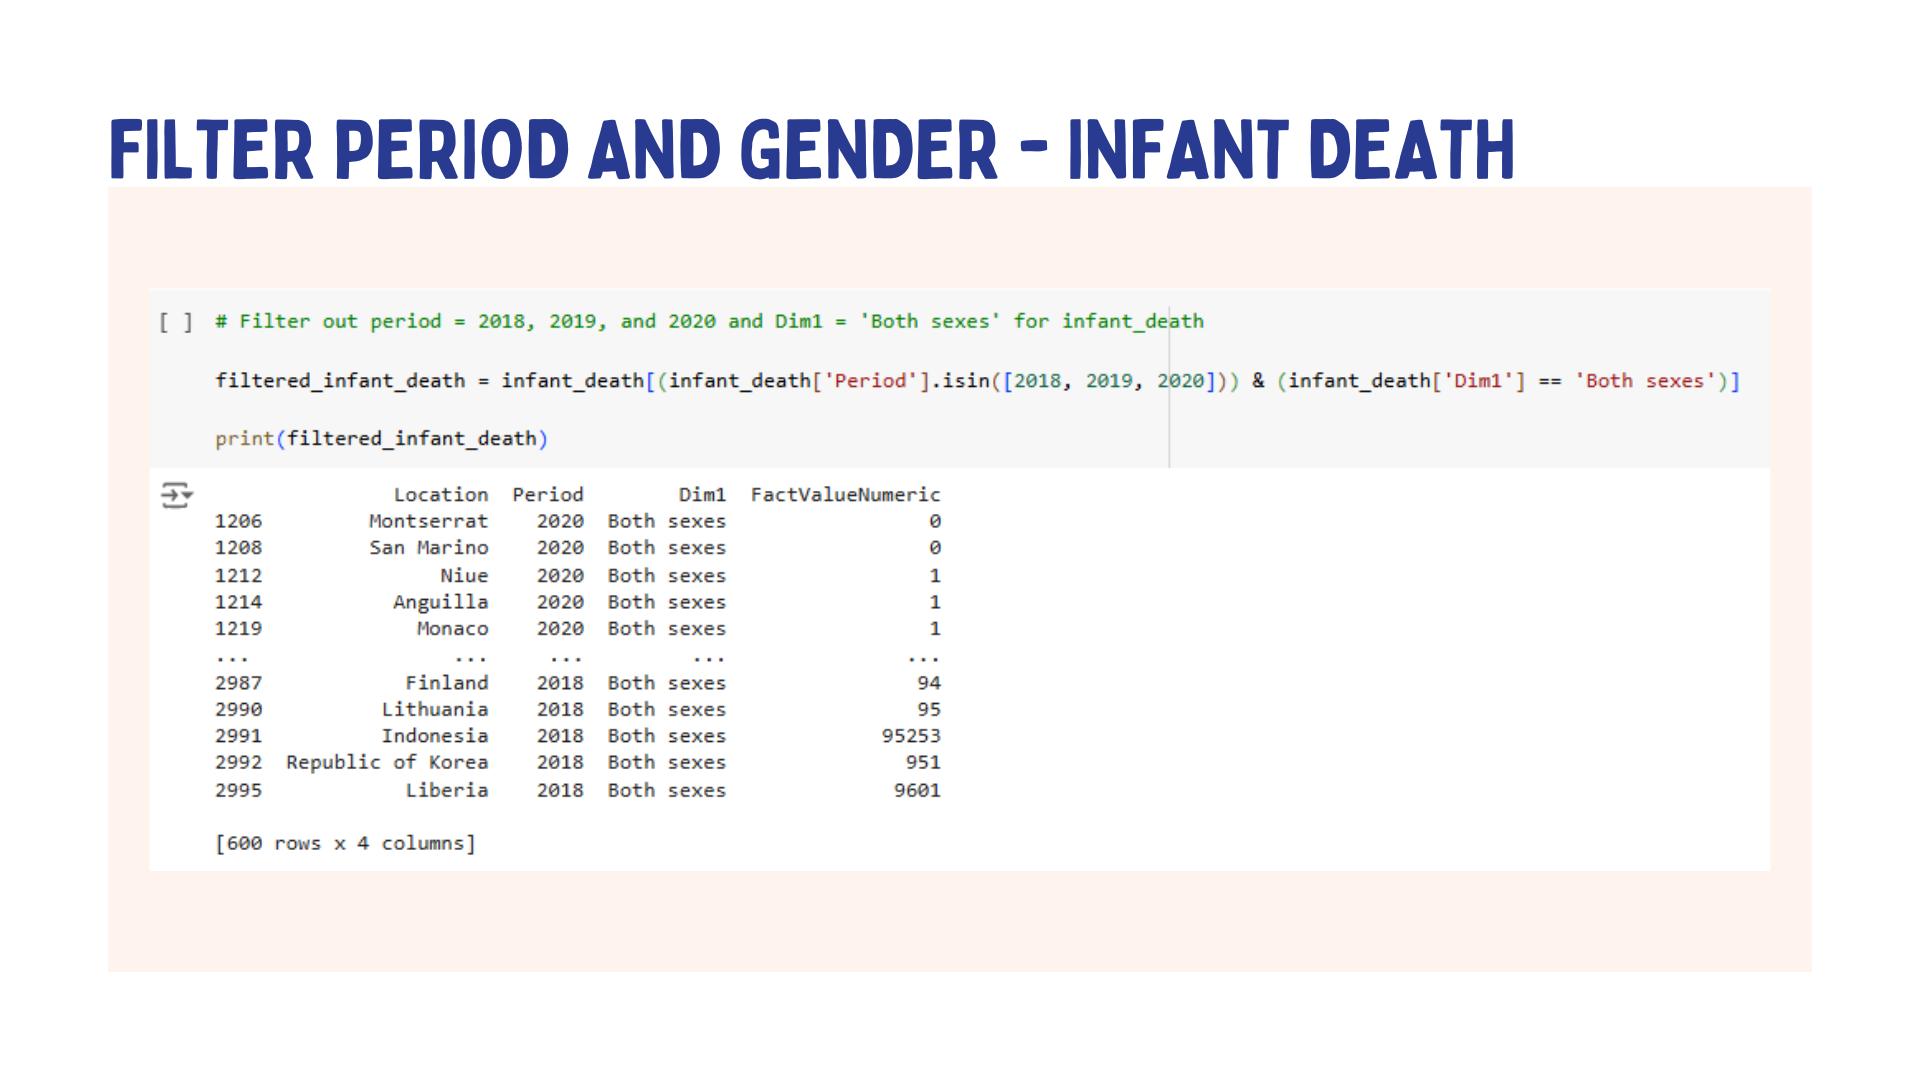 FILTER PERIOD AND GENDER - INFANT DEATH
[ ] # Filter out period = 2018, 2019, and 2020 and Dim1 = 'Both sexes' for infant_death
filtered_infant_death = infant_death[(infant_death['Period'].isin([2018, 2019, 2020])) & (infant_death['Dim1'] == 'Both sexes')]
print(filtered_infant_death)
Location Period Dim1 FactValueNumeric
1206 Montserrat 2020 Both sexes 0
1208 San Marino 2020 Both sexes 0
1212 Niue 2020 Both sexes 1
1214 Anguilla 2020 Both sexes 1
1219 Monaco 2020 Both sexes 1
... ... ... ... ...
2987 Finland 2018 Both sexes 94
2990 Lithuania 2018 Both sexes 95
2991 Indonesia 2018 Both sexes 95253
2992 Republic of Korea 2018 Both sexes 951
2995 Liberia 2018 Both sexes 9601
[600 rows x 4 columns]